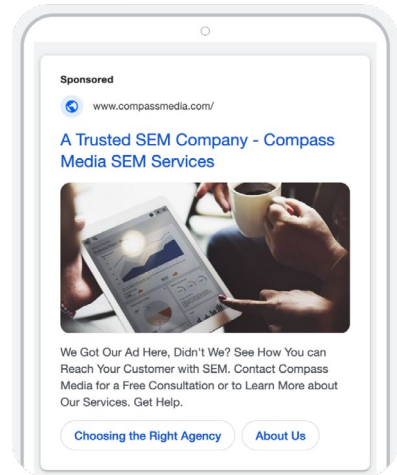 Sponsored
www.compassmedia.com/
A Trusted SEM Company - Compass
Media SEM Services
We Got Our Ad Here, Didn't We? See How You can
Reach Your Customer with SEM. Contact Compass
Media for a Free Consultation or to Learn More about
Our Services. Get Help.
Choosing the Right Agency
About Us